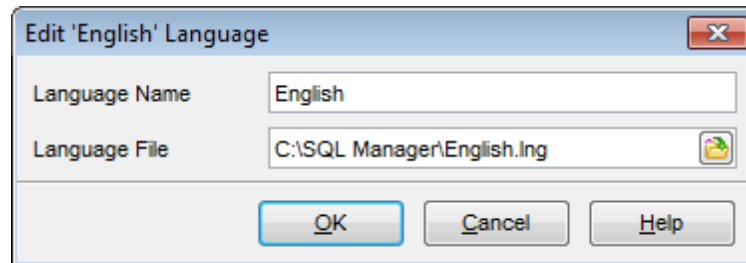 Edit 'English' Language
Language Name English
Language File C:\SQL Manager\English.lng
OK Cancel Help